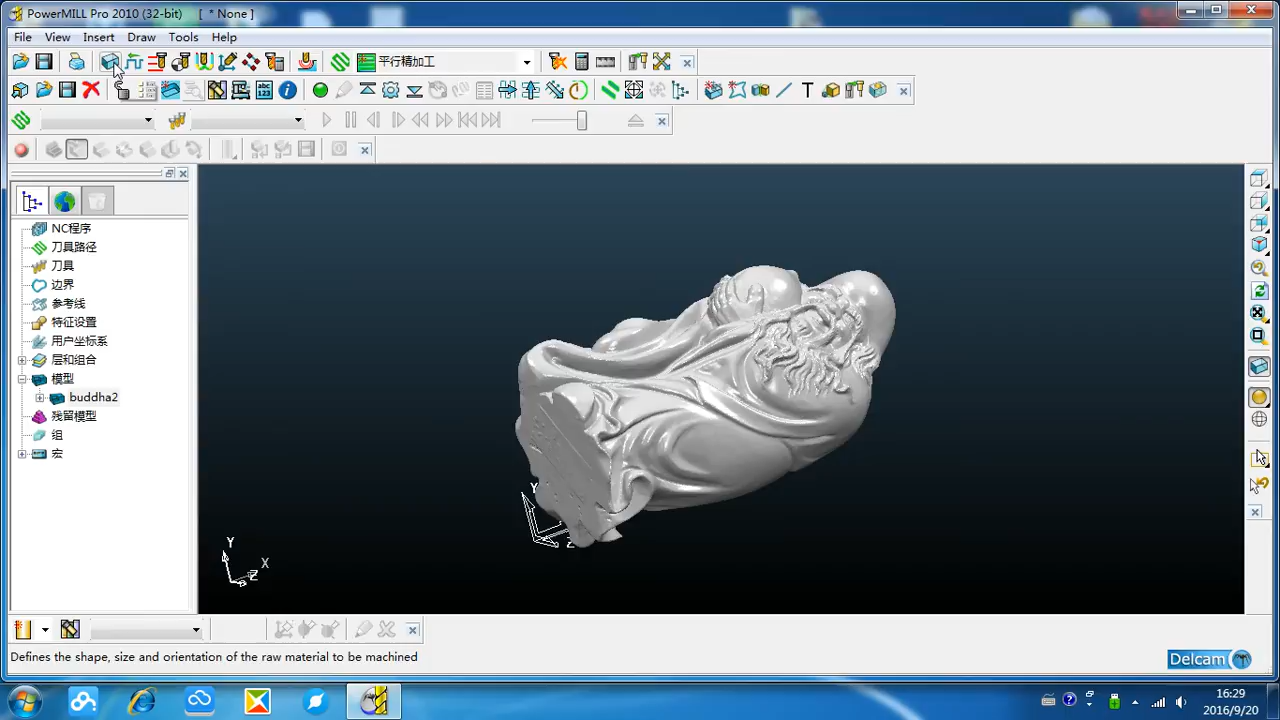 PowerMILL Pro 2010 (32-bit)    [ * None ]
File View Insert Draw Tools Help
平行精加工
NC程序
刀具路径
刀具
边界
参考线
特征设置
用户坐标系
层和组合
模型
buddha2
残留模型
组
宏
Y
Z
Y
X
Z
Defines the shape, size and orientation of the raw material to be machined
Delcam
16:29
2016/9/20